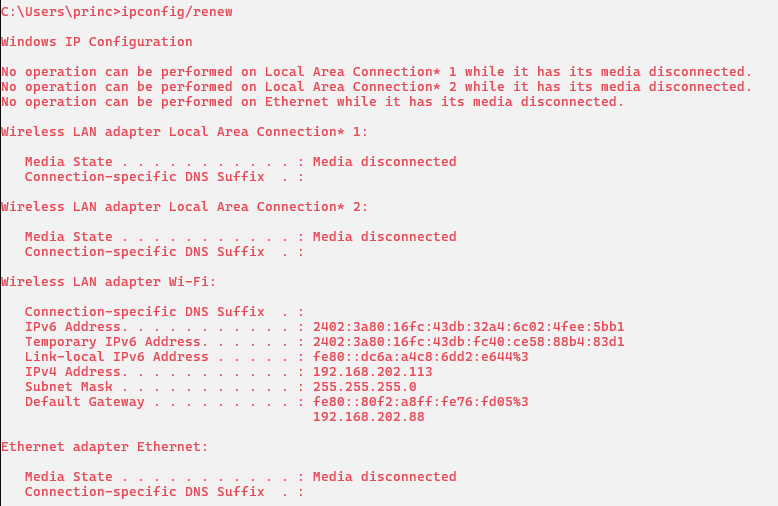 C:\Users\princ>ipconfig/renew
Windows IP Configuration
No operation can be performed on Local Area Connection* 1 while it has its media disconnected.
No operation can be performed on Local Area Connection* 2 while it has its media disconnected.
No operation can be performed on Ethernet while it has its media disconnected.
Wireless LAN adapter Local Area Connection* 1:
   Media State . . . . . . . . . . . : Media disconnected
   Connection-specific DNS Suffix  . :
Wireless LAN adapter Local Area Connection* 2:
   Media State . . . . . . . . . . . : Media disconnected
   Connection-specific DNS Suffix  . :
Wireless LAN adapter Wi-Fi:
   Connection-specific DNS Suffix  . :
   IPv6 Address. . . . . . . . . . . : 2402:3a80:16fc:43db:32a4:6c02:4fee:5bb1
   Temporary IPv6 Address. . . . . . : 2402:3a80:16fc:43db:fc40:ce58:88b4:83d1
   Link-local IPv6 Address . . . . . : fe80::dc6a:a4c8:6dd2:e644%3
   IPv4 Address. . . . . . . . . . . : 192.168.202.113
   Subnet Mask . . . . . . . . . . . : 255.255.255.0
   Default Gateway . . . . . . . . . : fe80::80f2:a8ff:fe76:fd05%3
                                       192.168.202.88
Ethernet adapter Ethernet:
   Media State . . . . . . . . . . . : Media disconnected
   Connection-specific DNS Suffix  . :